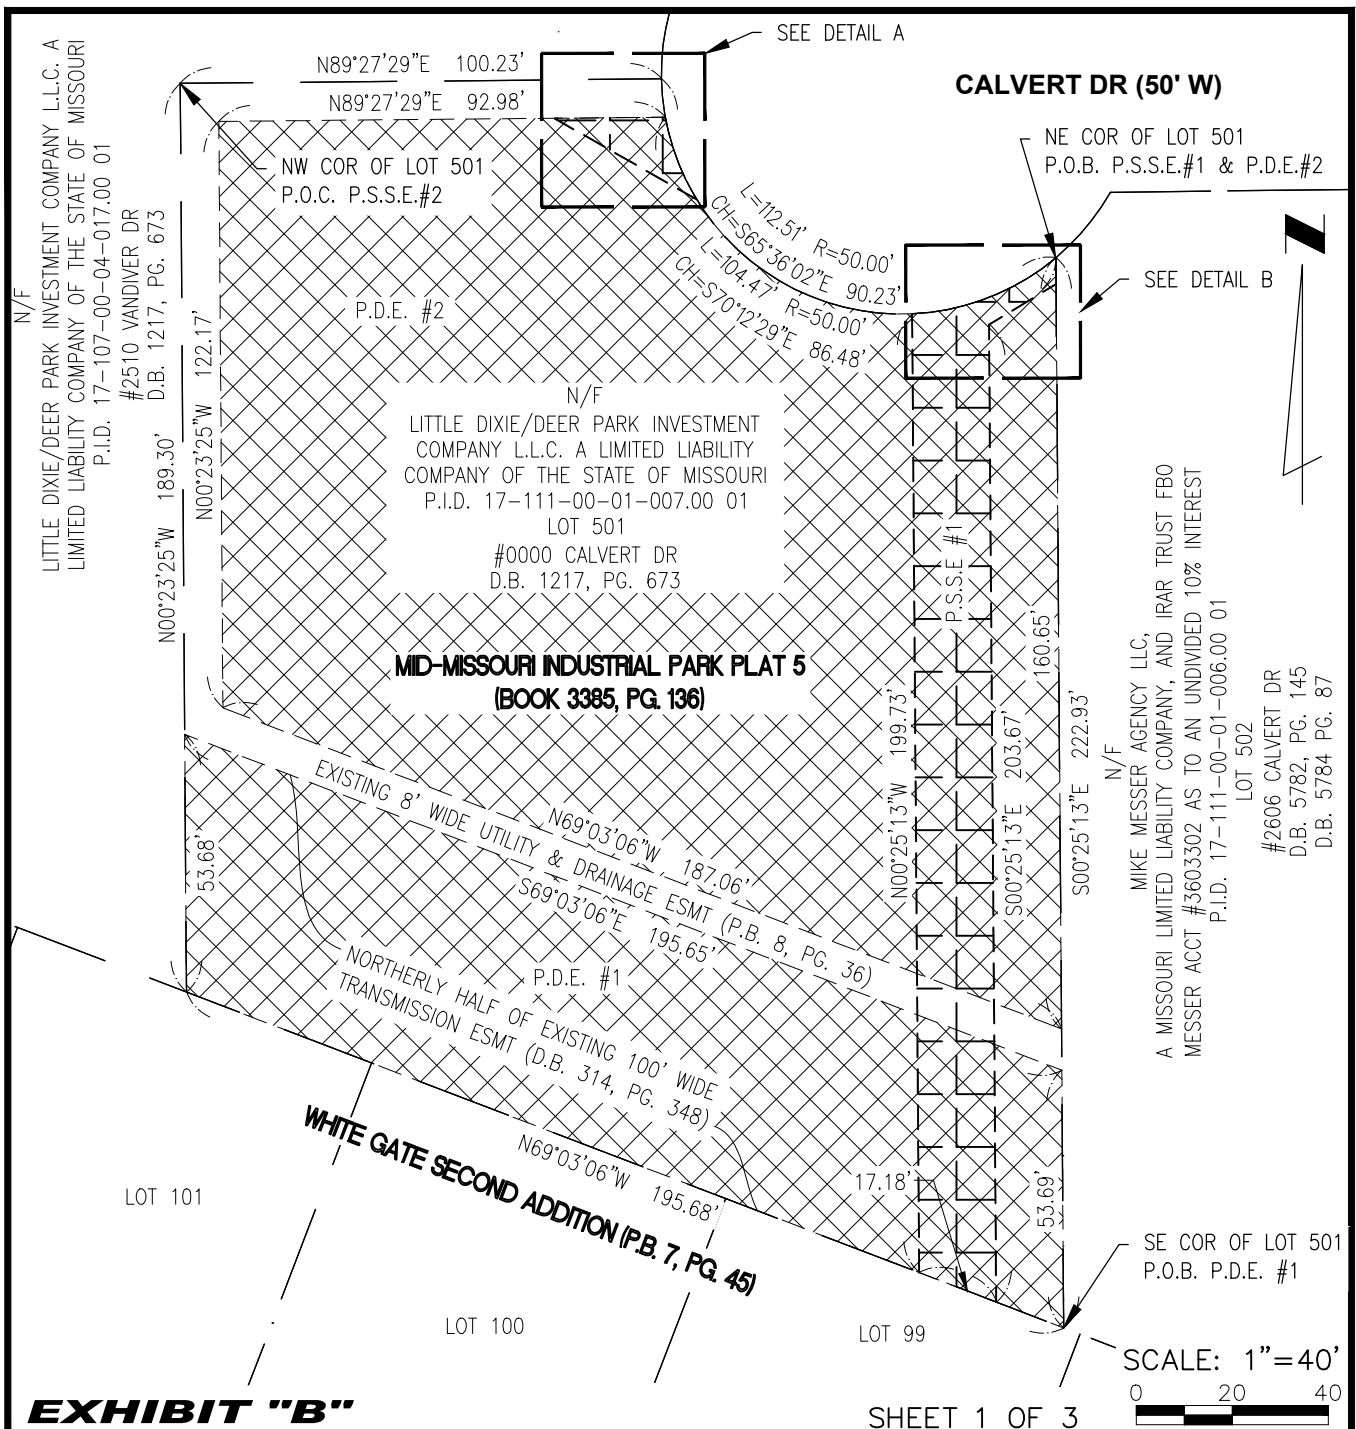 SEE DETAIL A
N89°27'29"E 100.23'
N89°27'29"E 92.98'
CALVERT DR (50' W)
NE COR OF LOT 501
P.O.B. P.S.S.E.#1 & P.D.E.#2
NW COR OF LOT 501
P.O.C. P.S.S.E.#2
N/F
LITTLE DIXIE/DEER PARK INVESTMENT COMPANY L.L.C. A
LIMITED LIABILITY COMPANY OF THE STATE OF MISSOURI
P.I.D. 17-107-00-04-017.00 01
#2510 VANDIVER DR
D.B. 1217, PG. 673
N00°23'25"W 189.30'
N00°23'25"W 122.17'
L=112.51' R=50.00'
CH=S65°36'02"E 90.23'
L=104.47' R=50.00'
CH=S70°12'29"E 86.48'
SEE DETAIL B
P.D.E. #2
N/F
LITTLE DIXIE/DEER PARK INVESTMENT
COMPANY L.L.C. A LIMITED LIABILITY
COMPANY OF THE STATE OF MISSOURI
P.I.D. 17-111-00-01-007.00 01
LOT 501
#0000 CALVERT DR
D.B. 1217, PG. 673
MID-MISSOURI INDUSTRIAL PARK PLAT 5
(BOOK 3385, PG. 136)
P.S.S.E #1
N00°25'13"W 199.73'
S00°25'13"E 203.67'
160.65'
S00°25'13"E 222.93'
N/F
MIKE MESSER AGENCY LLC,
A MISSOURI LIMITED LIABILITY COMPANY, AND IRAR TRUST FBO
MESSER ACCT #3603302 AS TO AN UNDIVIDED 10% INTEREST
P.I.D. 17-111-00-01-006.00 01
LOT 502
#2606 CALVERT DR
D.B. 5782, PG. 145
D.B. 5784 PG. 87
EXISTING 8' WIDE UTILITY & DRAINAGE ESMT (P.B. 8, PG. 36)
N69°03'06"W 187.06'
S69°03'06"E 195.65'
53.68'
P.D.E. #1
NORTHERLY HALF OF EXISTING 100' WIDE
TRANSMISSION ESMT (D.B. 314, PG. 348)
N69°03'06"W 195.68'
WHITE GATE SECOND ADDITION (P.B. 7, PG. 45)
17.18'
53.69'
LOT 101
LOT 100
LOT 99
SE COR OF LOT 501
P.O.B. P.D.E. #1
SCALE: 1"=40'
0 20 40
EXHIBIT "B"
SHEET 1 OF 3